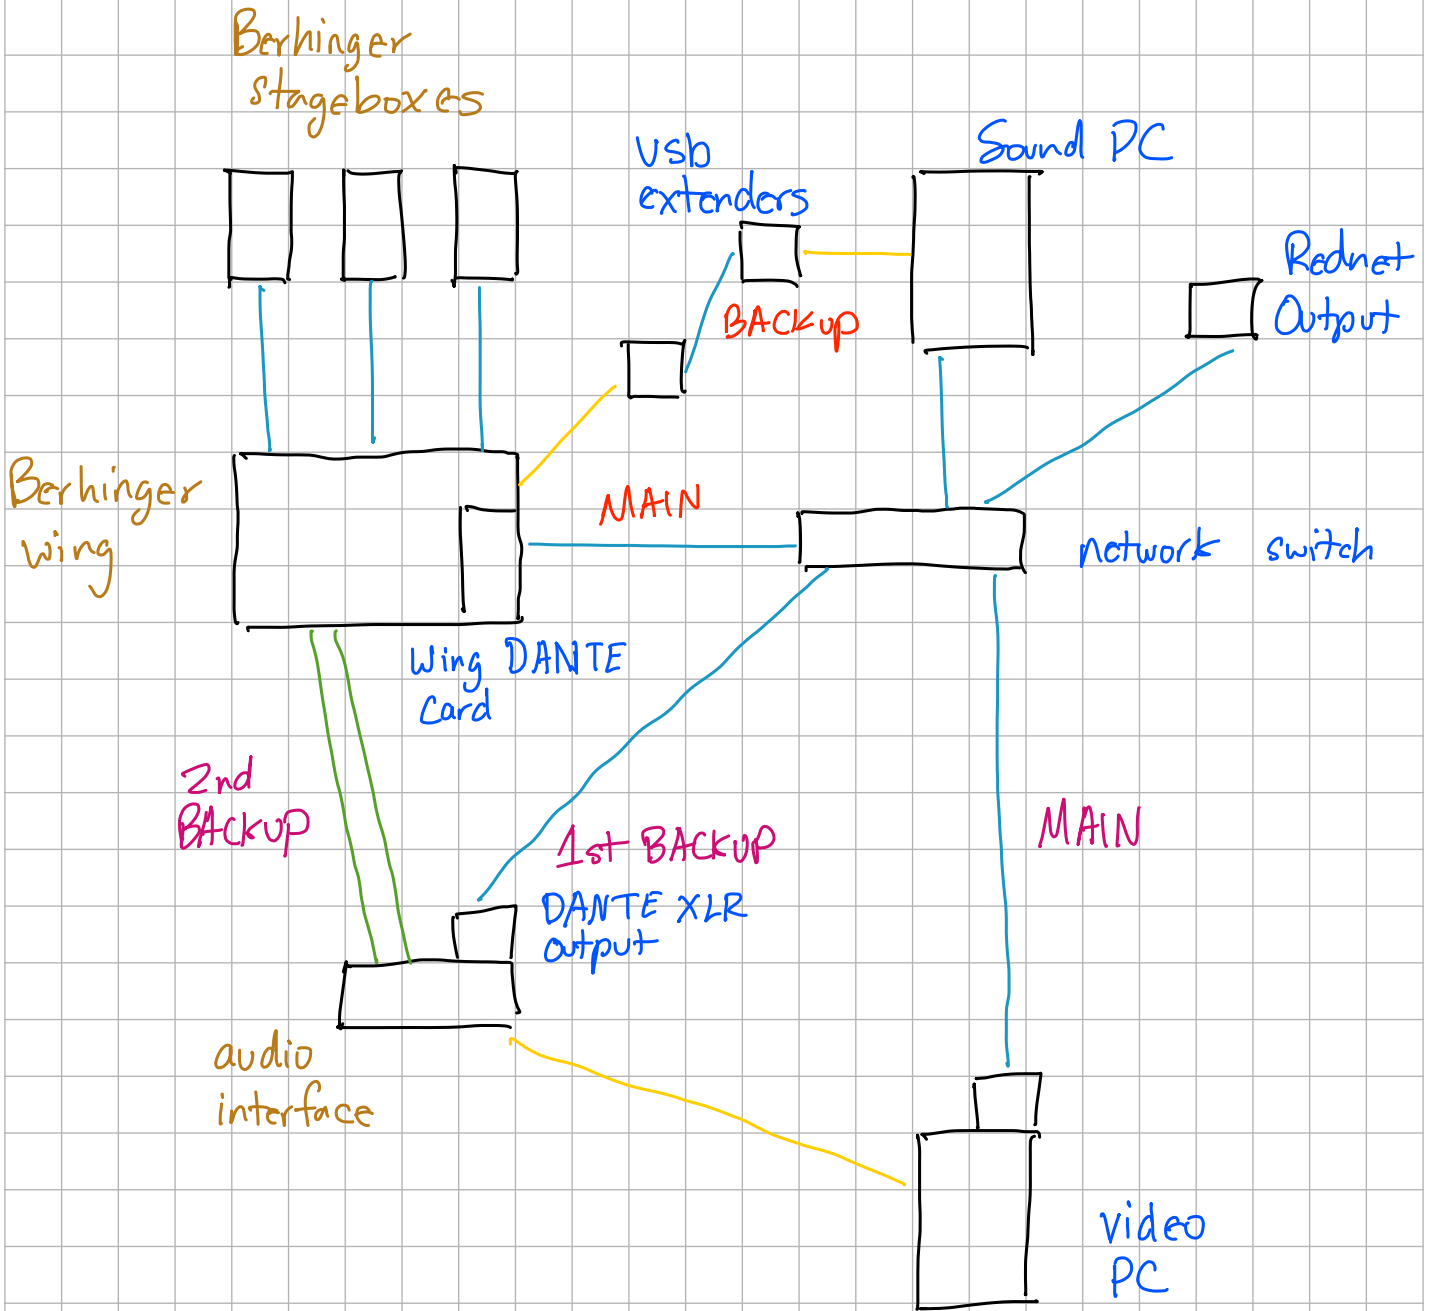 Berhinger
stageboxes
usb
extenders
Sound PC
BACKup
Rednet
Output
Berhinger
wing
MAIN
network switch
Wing DANTE
Card
2nd
BACKUP
1st BACKUP
MAIN
DANTE XLR
output
audio
interface
video
PC